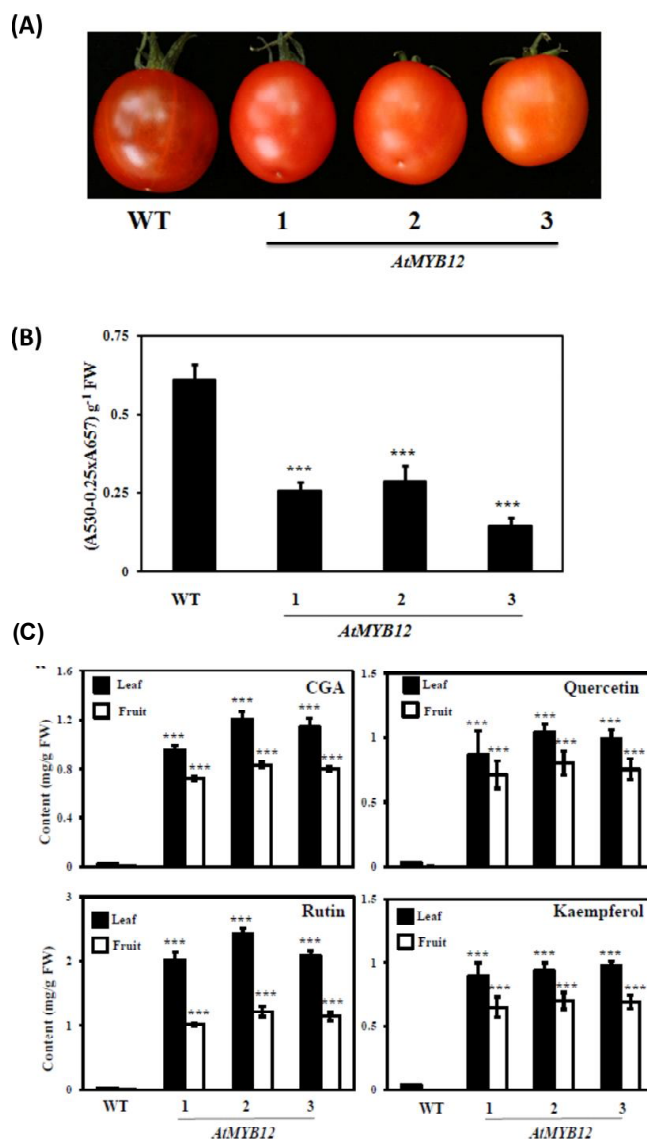 (A)
WT 1 2 3
AtMYB12
(B)
(A530-0.25xA657) g-1 FW
0.75
0.5
0.25
0
***
***
***
WT 1 2 3
AtMYB12
(C)
Content (mg/g FW)
1.6
1.2
0.8
0.4
0
Leaf
Fruit
CGA
*** *** ***
*** *** ***
1.5
1
0.5
0
Leaf
Fruit
Quercetin
*** *** ***
*** *** ***
Content (mg/g FW)
3
2
1
0
Leaf
Fruit
Rutin
*** *** ***
*** *** ***
WT 1 2 3
AtMYB12
1.5
1
0.5
0
Leaf
Fruit
Kaempferol
*** *** ***
*** *** ***
WT 1 2 3
AtMYB12